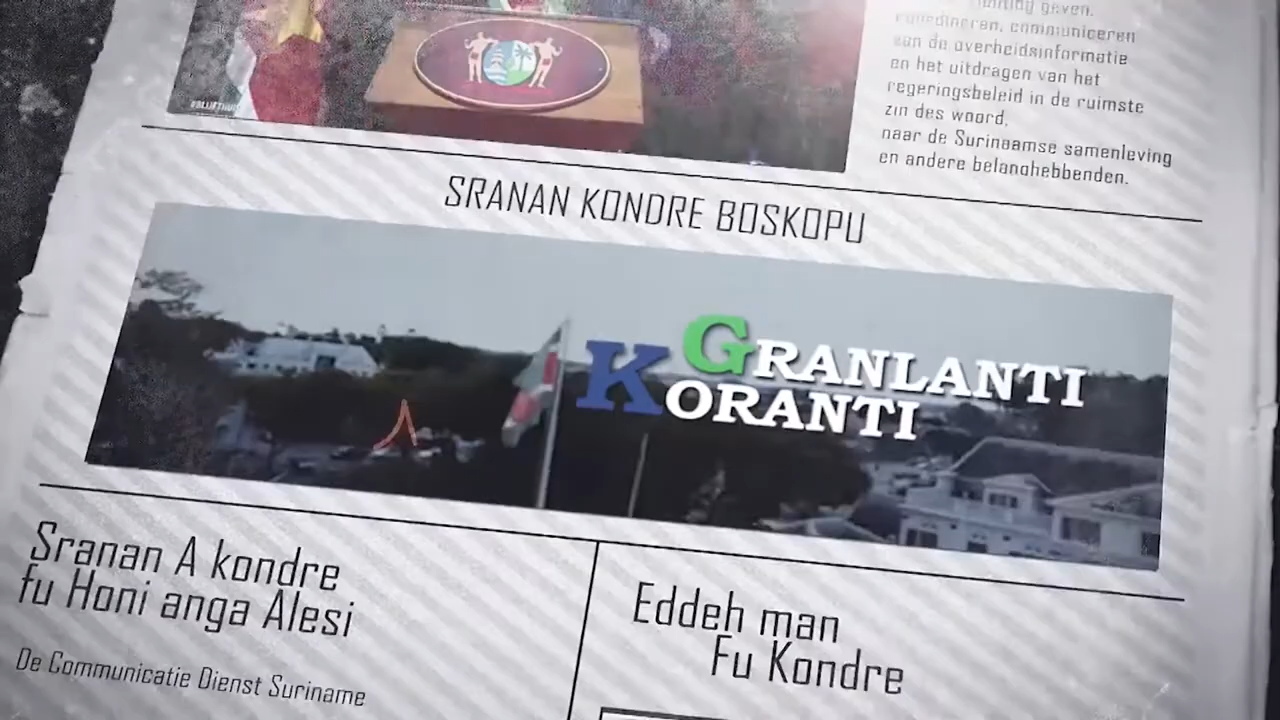 geven.
communiceren
van de overheidsinformatie
en het uitdragen van het
regeringsbeleid in de ruimste
zin des woord,
naar de Surinaamse samenleving
en andere belanghebbenden.
SRANAN KONDRE BOSKOPU
GRANLANTI
KORANTI
Sranan A kondre
fu Honi anga Alesi
De Communicatie Dienst Suriname
Eddeh man
Fu Kondre